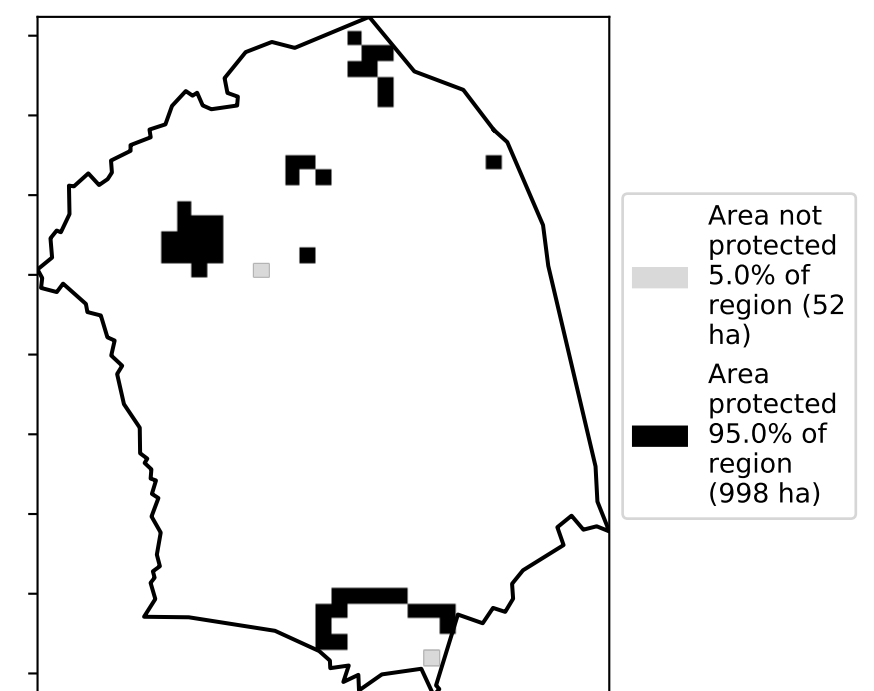 Area not
protected
5.0% of
region (52
ha)
Area
protected
95.0% of
region
(998 ha)